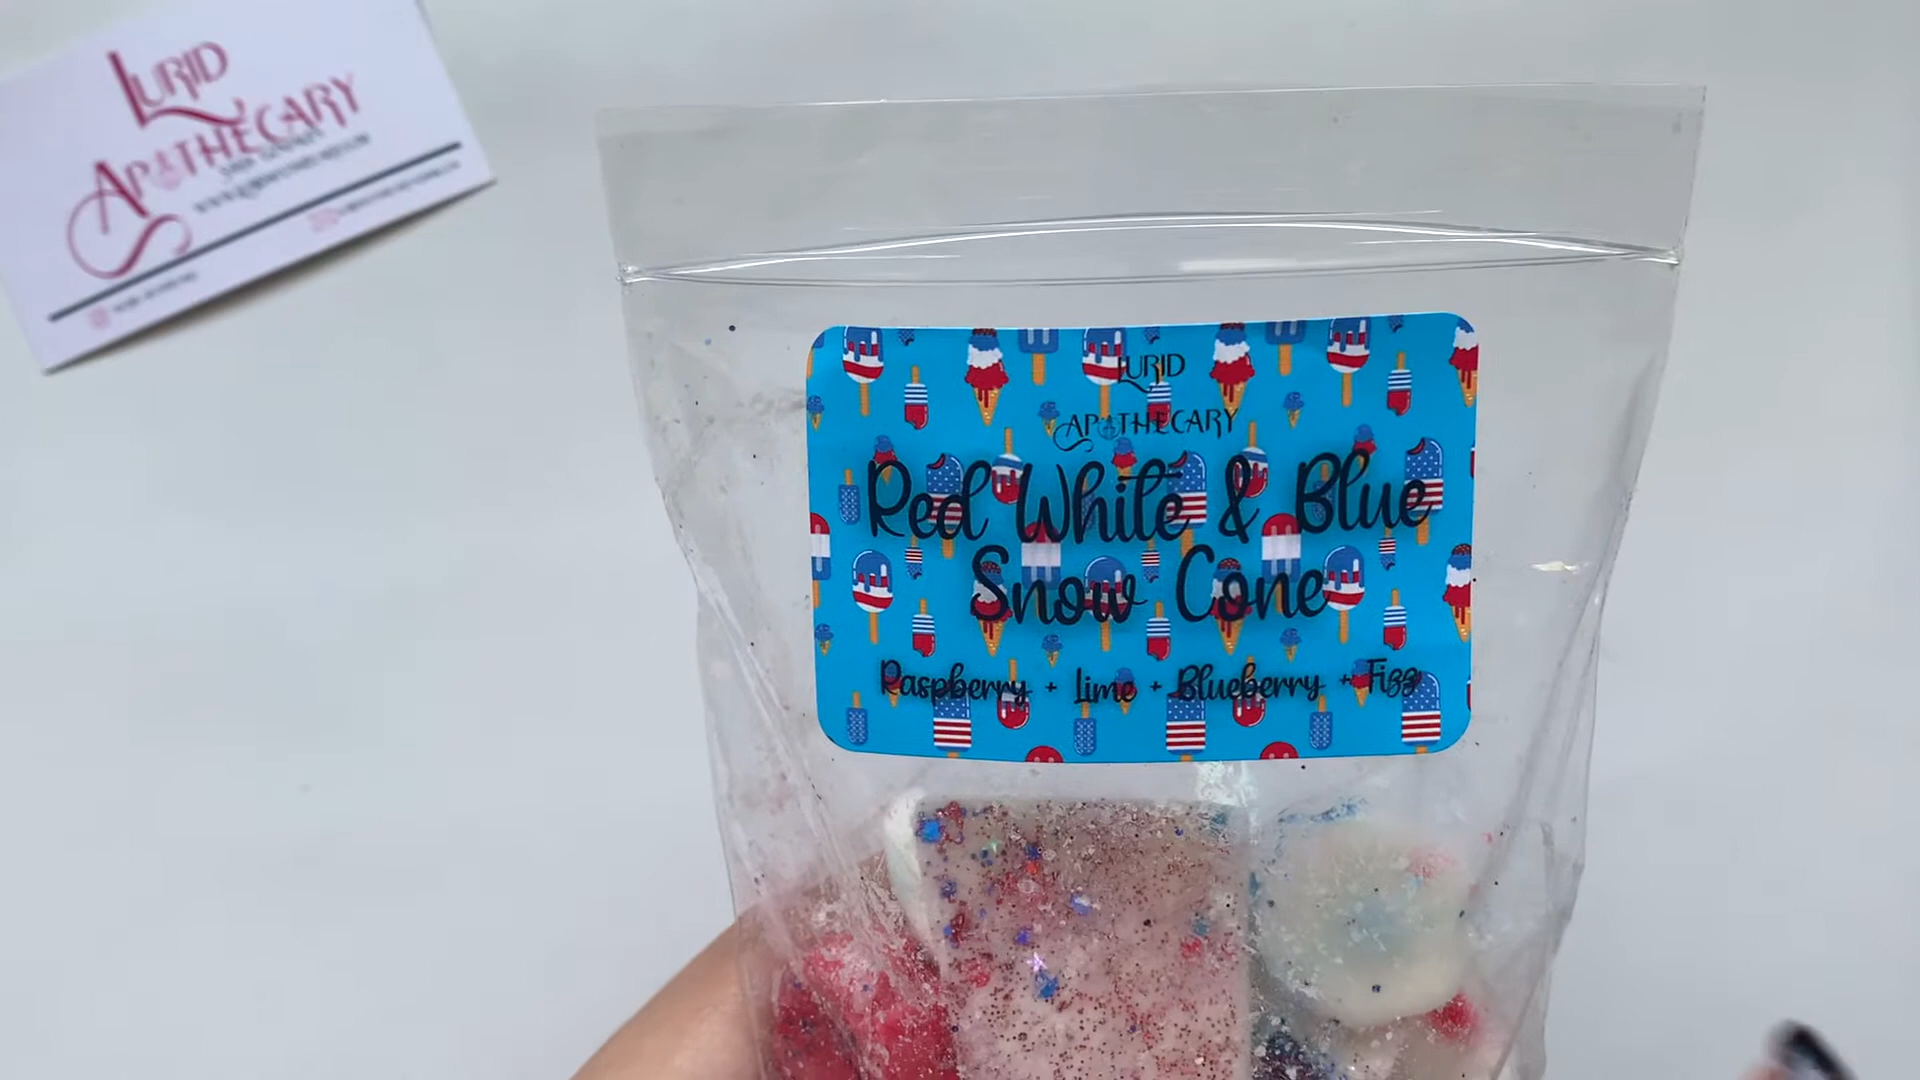 LURID
APOTHECARY
LURID
APOTHECARY
Red White & Blue
Snow Cone
Raspberry + Lime + Blueberry + Fizz